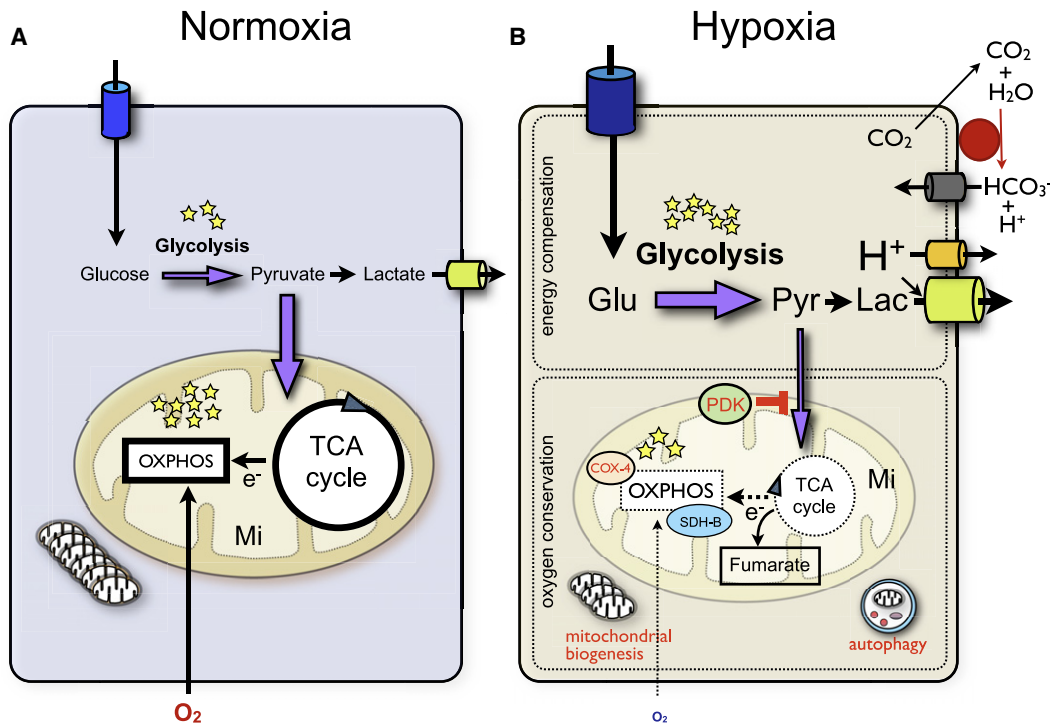 A
Normoxia
Glycolysis
Glucose
Pyruvate
Lactate
OXPHOS
e-
TCA
cycle
Mi
O₂
B
Hypoxia
CO₂
+
H₂O
CO₂
HCO₃⁻
+
H⁺
energy compensation
Glycolysis
H⁺
Glu
Pyr
Lac
oxygen conservation
PDK
COX-4
OXPHOS
SDH-B
e-
TCA
cycle
Mi
Fumarate
mitochondrial
biogenesis
autophagy
O₂